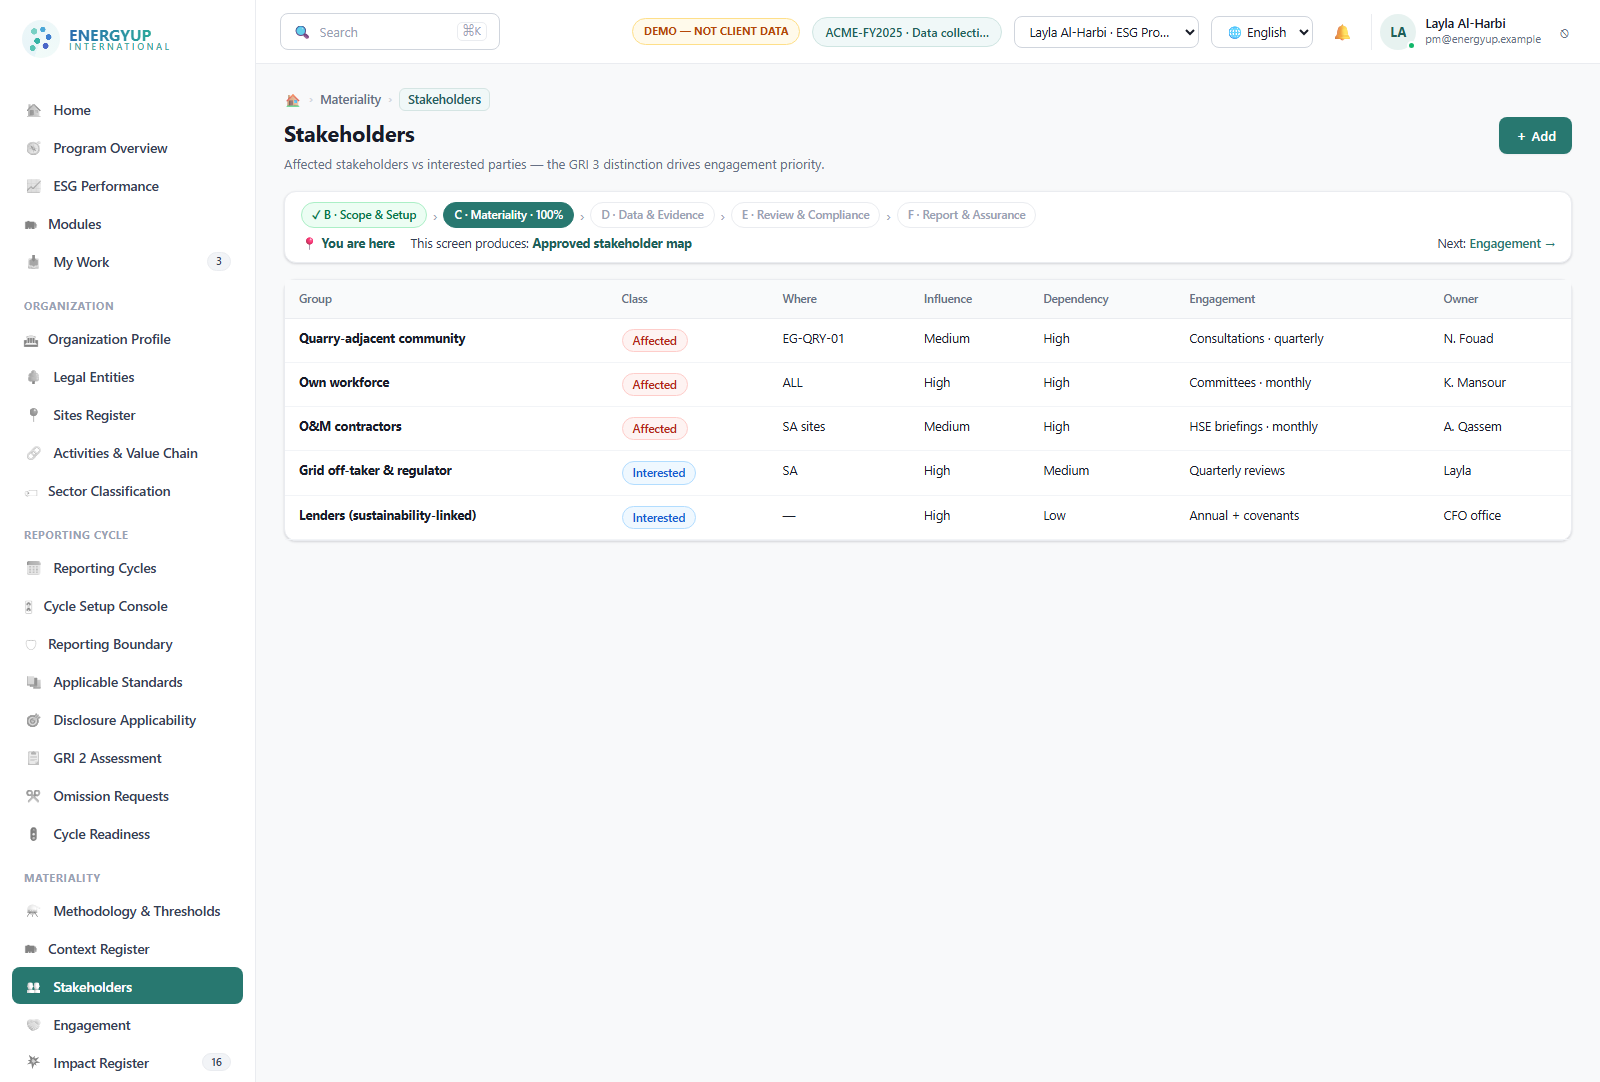 ENERGYUP
INTERNATIONAL
Search
⌘K
DEMO — NOT CLIENT DATA
ACME-FY2025 · Data collecti...
Layla Al-Harbi · ESG Pro...
English
LA
Layla Al-Harbi
pm@energyup.example
Home
Program Overview
ESG Performance
Modules
My Work
3
ORGANIZATION
Organization Profile
Legal Entities
Sites Register
Activities & Value Chain
Sector Classification
REPORTING CYCLE
Reporting Cycles
Cycle Setup Console
Reporting Boundary
Applicable Standards
Disclosure Applicability
GRI 2 Assessment
Omission Requests
Cycle Readiness
MATERIALITY
Methodology & Thresholds
Context Register
Stakeholders
Engagement
Impact Register
16
› Materiality › Stakeholders
Stakeholders
+ Add
Affected stakeholders vs interested parties — the GRI 3 distinction drives engagement priority.
✓ B · Scope & Setup › C · Materiality · 100% › D · Data & Evidence › E · Review & Compliance › F · Report & Assurance
You are here This screen produces: Approved stakeholder map
Next: Engagement →
Group Class Where Influence Dependency Engagement Owner
Quarry-adjacent community Affected EG-QRY-01 Medium High Consultations · quarterly N. Fouad
Own workforce Affected ALL High High Committees · monthly K. Mansour
O&M contractors Affected SA sites Medium High HSE briefings · monthly A. Qassem
Grid off-taker & regulator Interested SA High Medium Quarterly reviews Layla
Lenders (sustainability-linked) Interested — High Low Annual + covenants CFO office